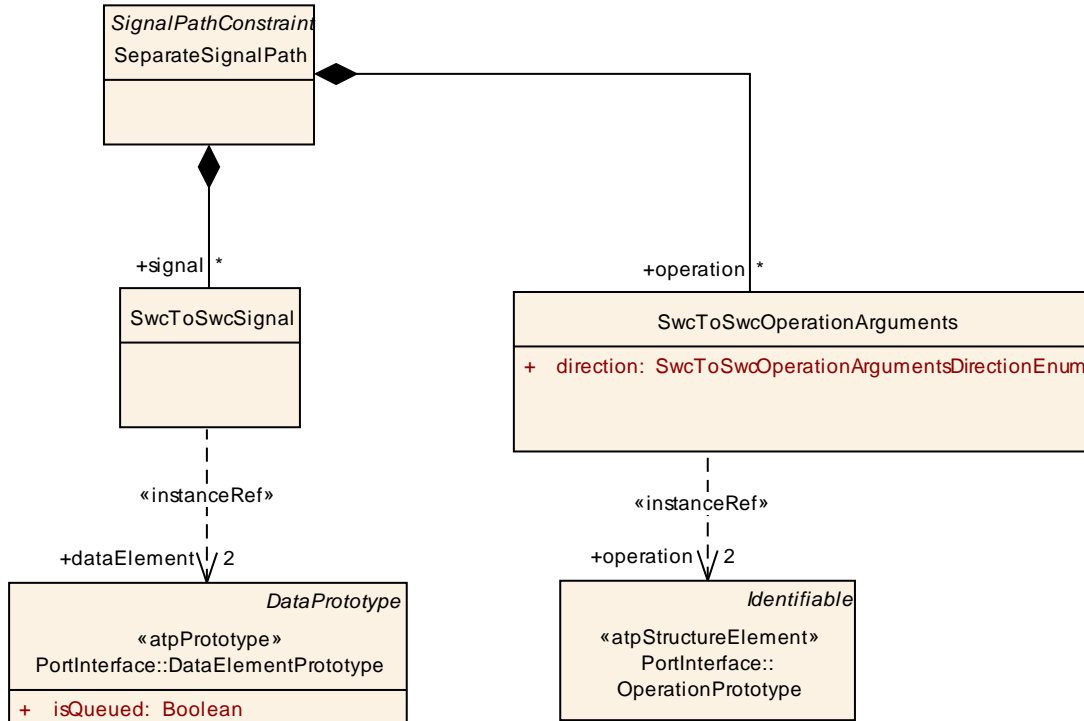 SignalPathConstraint
SeparateSignalPath
+signal *
+operation *
SwcToSwcSignal
SwcToSwcOperationArguments
+ direction: SwcToSwcOperationArgumentsDirectionEnum
«instanceRef»
«instanceRef»
+dataElement 2
+operation 2
DataPrototype
«atpPrototype»
PortInterface::DataElementPrototype
+ isQueued: Boolean
Identifiable
«atpStructureElement»
PortInterface::
OperationPrototype